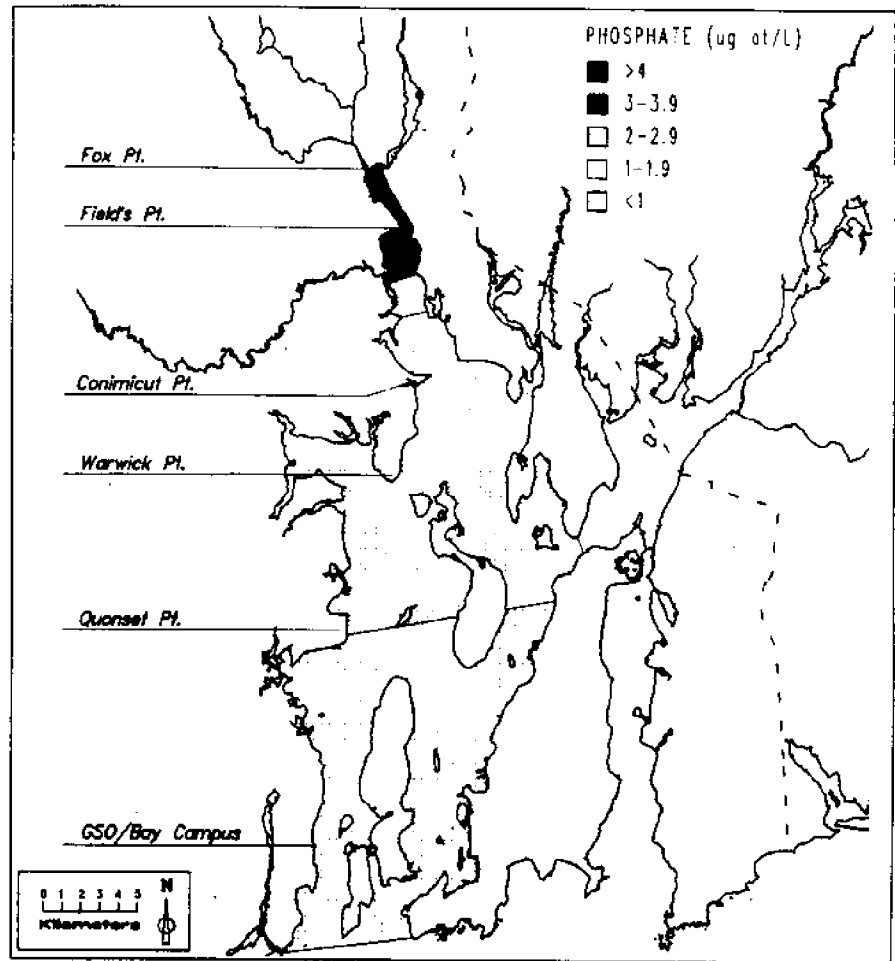 PHOSPHATE (ug at/L)
>4
3-3.9
2-2.9
1-1.9
<1
Fox Pt.
Field's Pt.
Conimicut Pt.
Warwick Pt.
Quonset Pt.
GSO/Bay Campus
0 1 2 3 4 5
Kilometers
N